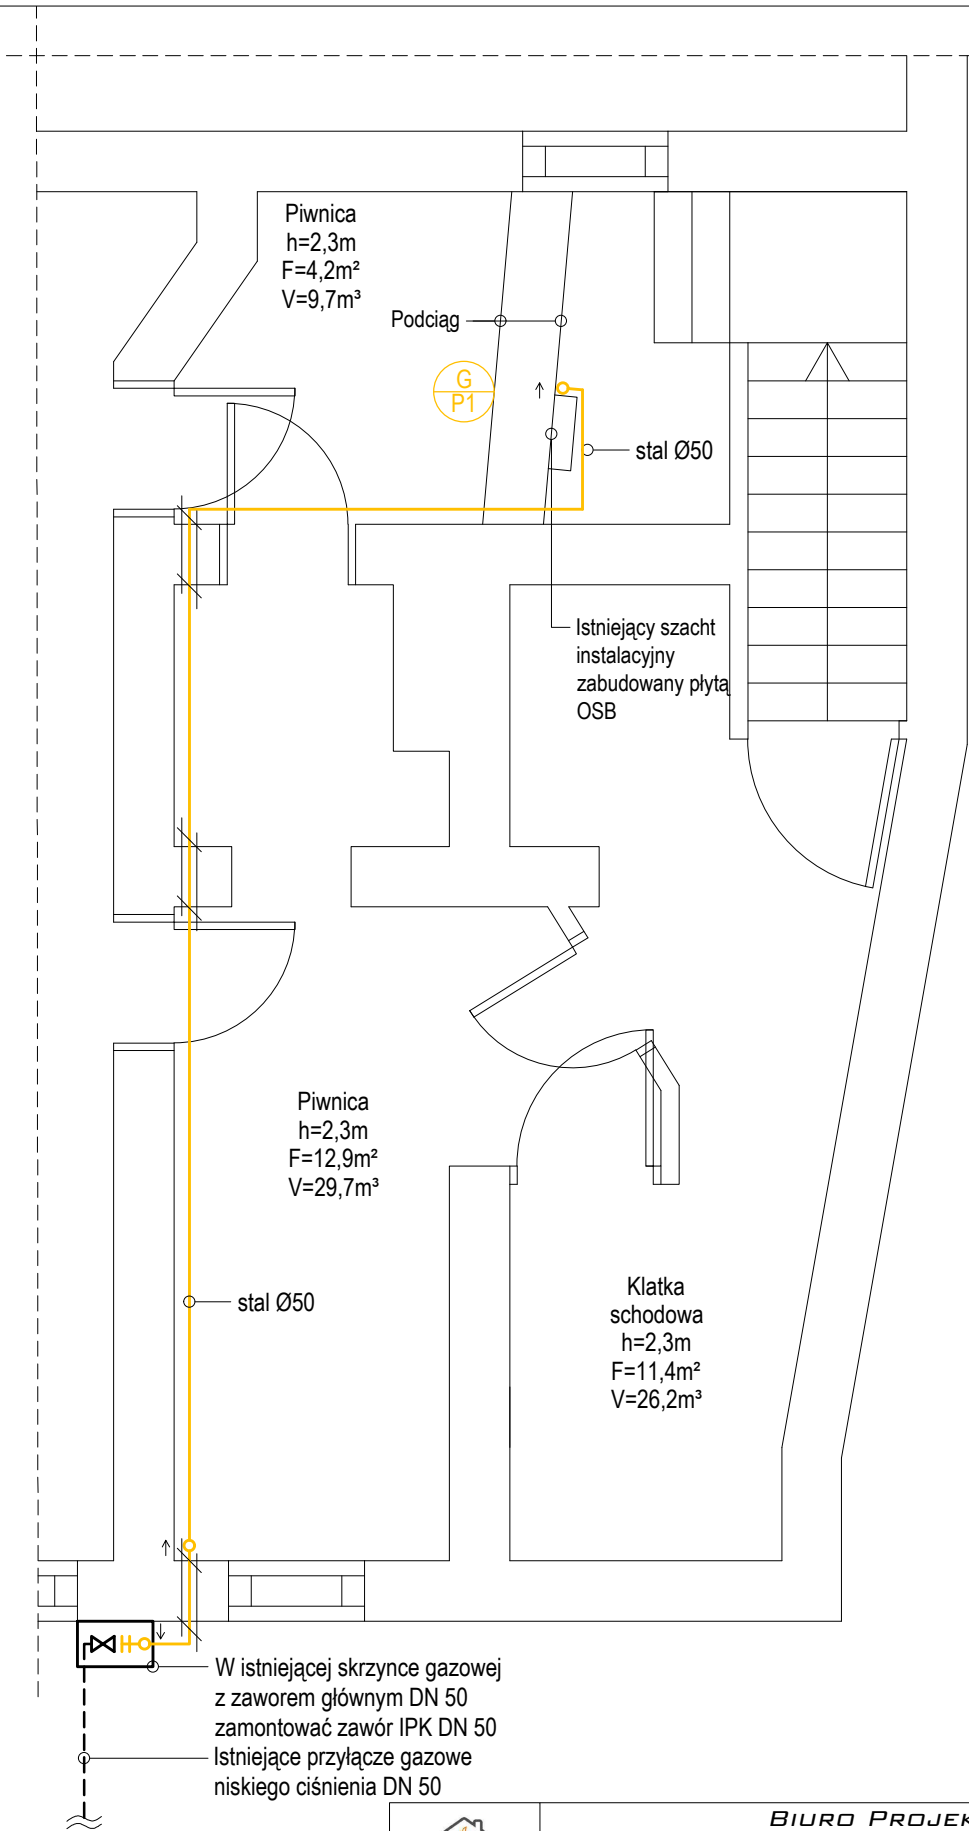 Piwnica
h=2,3m
F=4,2m²
V=9,7m³
Podciąg
G
P1
stal Ø50
Istniejący szacht
instalacyjny
zabudowany płytą
OSB
Piwnica
h=2,3m
F=12,9m²
V=29,7m³
stal Ø50
Klatka
schodowa
h=2,3m
F=11,4m²
V=26,2m³
W istniejącej skrzynce gazowej
z zaworem głównym DN 50
zamontować zawór IPK DN 50
Istniejące przyłącze gazowe
niskiego ciśnienia DN 50
BIURO PROJEK